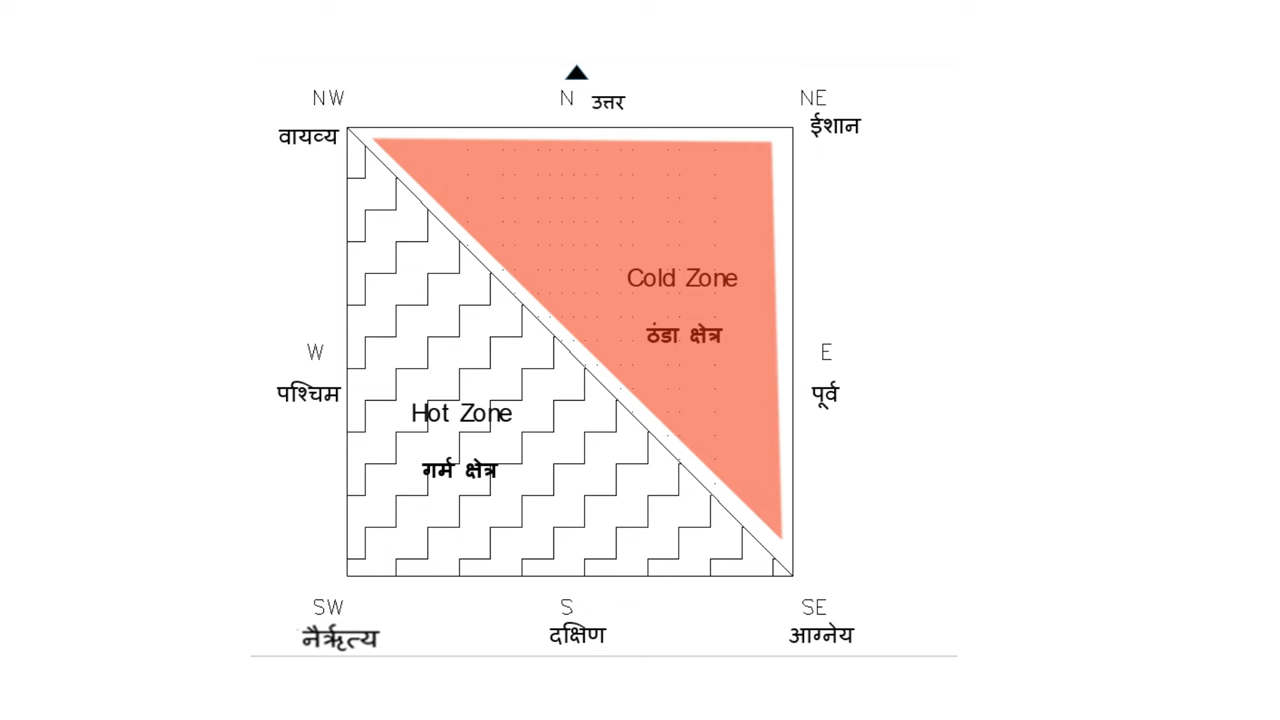 NW
N उत्तर
NE
वायव्य
ईशान
Cold Zone
ठंडा क्षेत्र
W
E
पश्चिम
पूर्व
Hot Zone
गर्म क्षेत्र
SW
S
SE
नैर्ऋत्य
दक्षिण
आग्नेय